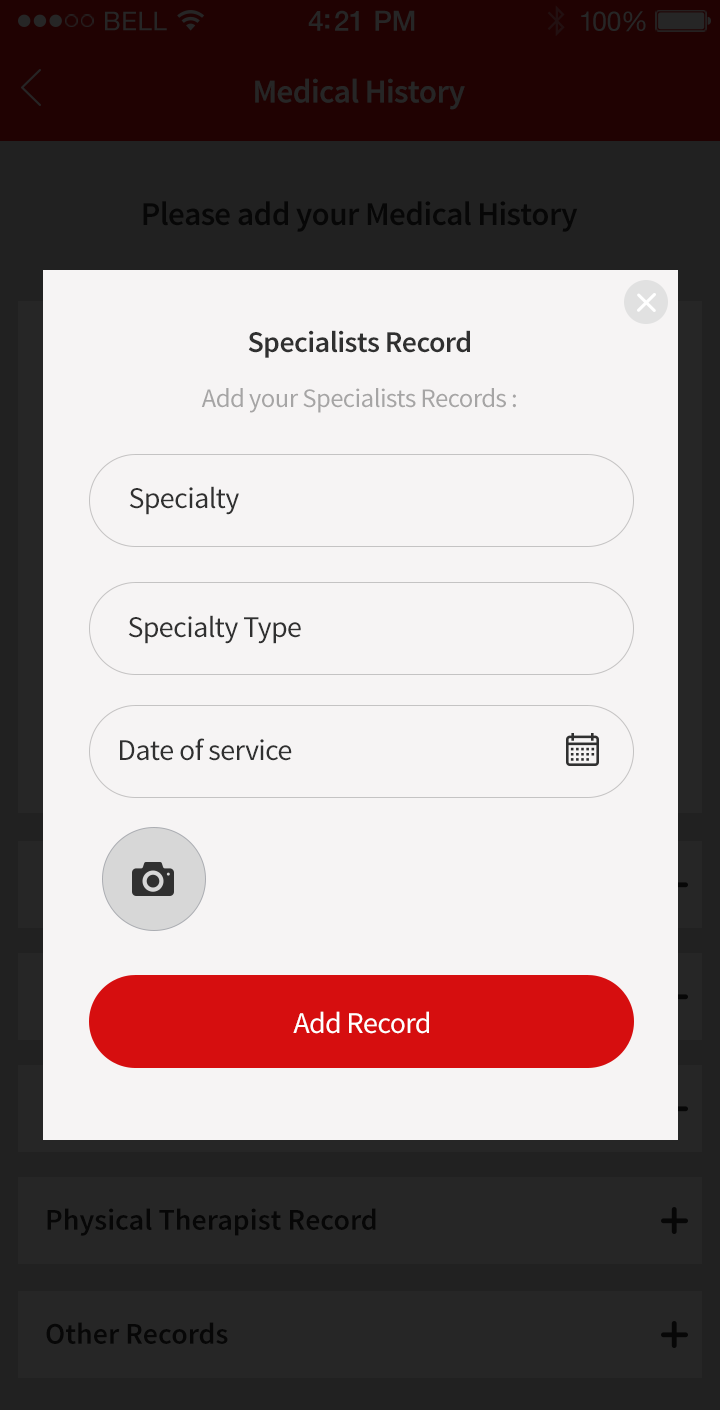 BELL 4:21 PM 100%
Medical History
Please add your Medical History
Specialists Record
Add your Specialists Records :
Specialty
Specialty Type
Date of service
Add Record
Physical Therapist Record
Other Records